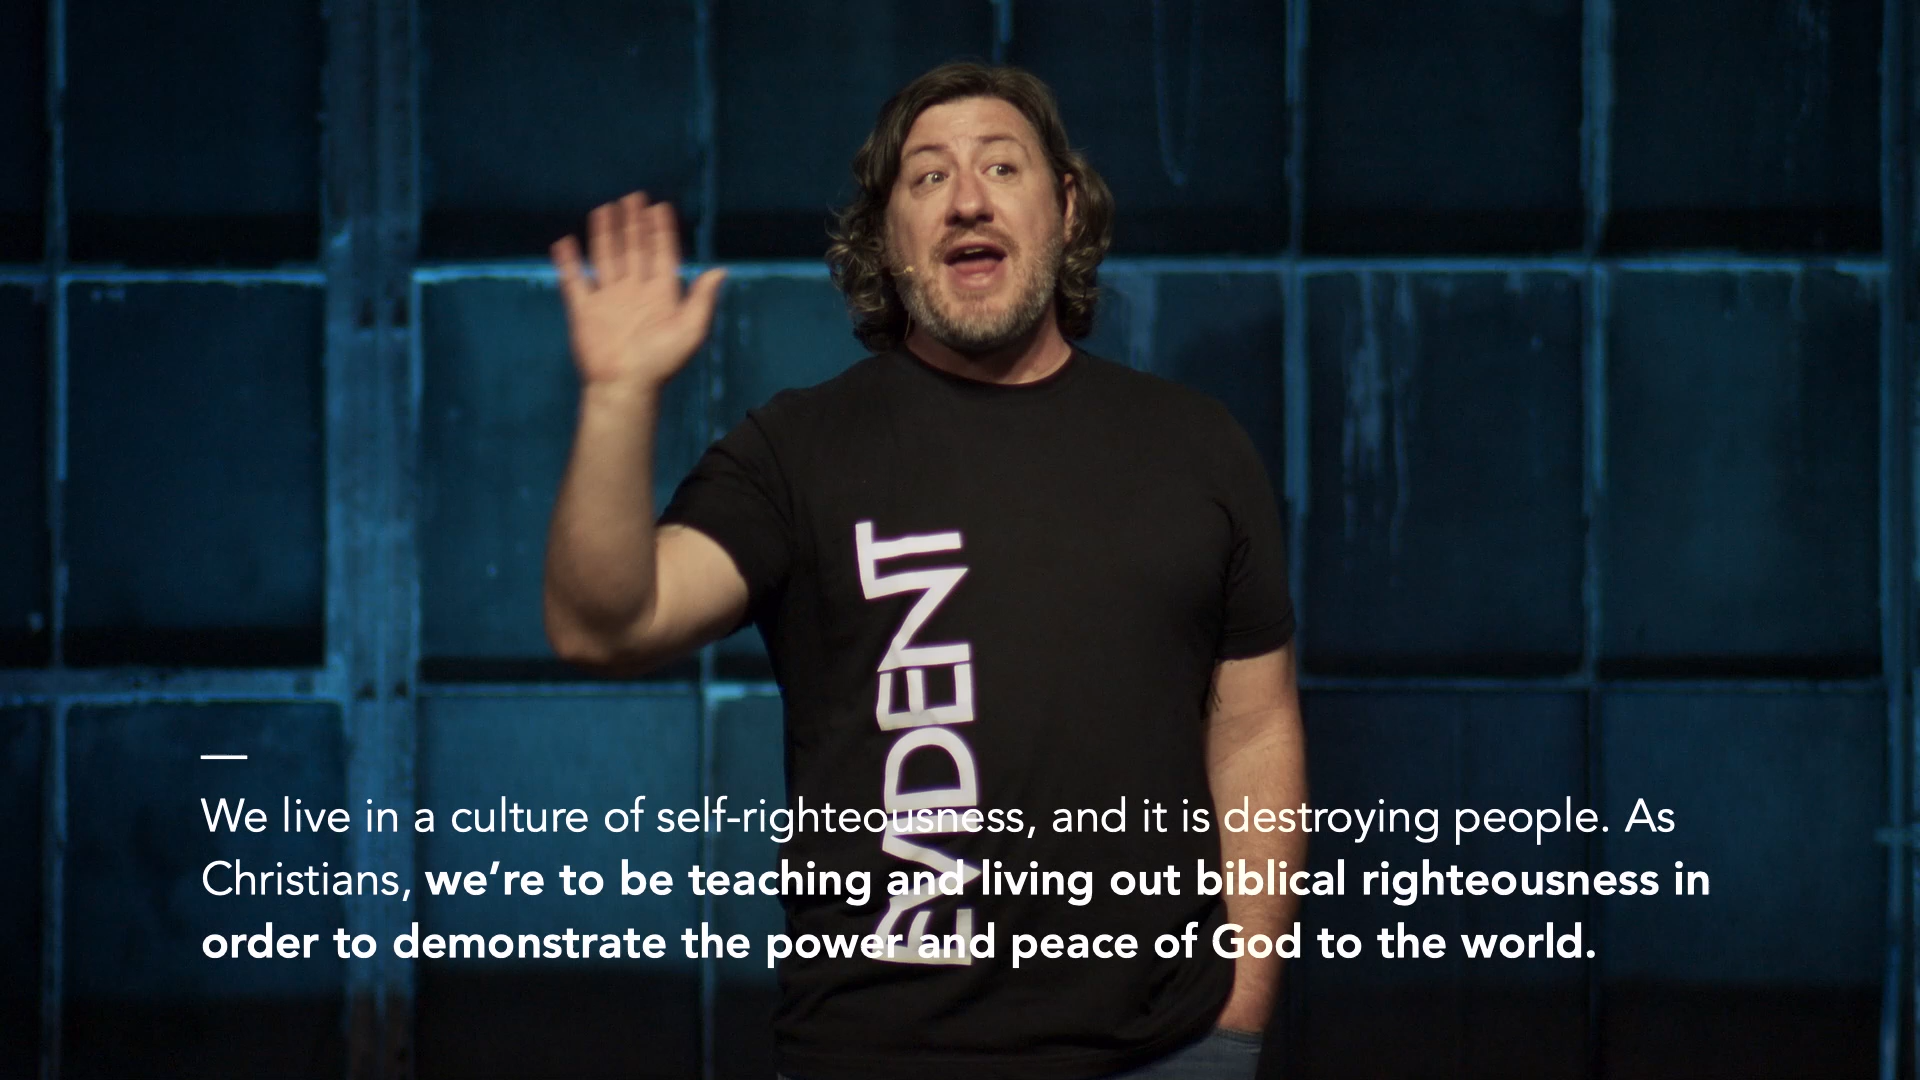 EVIDENT
We live in a culture of self-righteousness, and it is destroying people. As
Christians, we're to be teaching and living out biblical righteousness in
order to demonstrate the power and peace of God to the world.